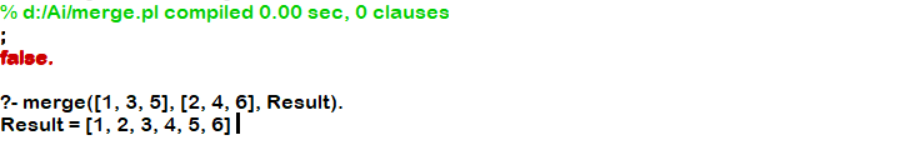 % d:/Ai/merge.pl compiled 0.00 sec, 0 clauses
;
false.
?- merge([1, 3, 5], [2, 4, 6], Result).
Result = [1, 2, 3, 4, 5, 6]